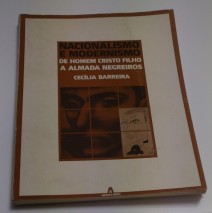 NACIONALISMO
E MODERNISMO
DE HOMEM CRISTO FILHO
A ALMADA NEGREIROS
CECÍLIA BARREIRA